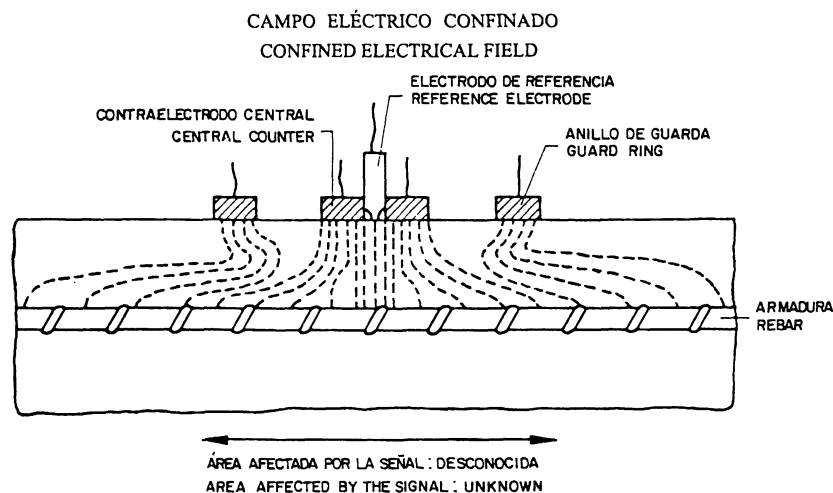 CAMPO ELÉCTRICO CONFINADO
CONFINED ELECTRICAL FIELD
ELECTRODO DE REFERENCIA
REFERENCE ELECTRODE
CONTRAELECTRODO CENTRAL
CENTRAL COUNTER
ANILLO DE GUARDA
GUARD RING
ARMADURA
REBAR
ÁREA AFECTADA POR LA SEÑAL : DESCONOCIDA
AREA AFFECTED BY THE SIGNAL : UNKNOWN